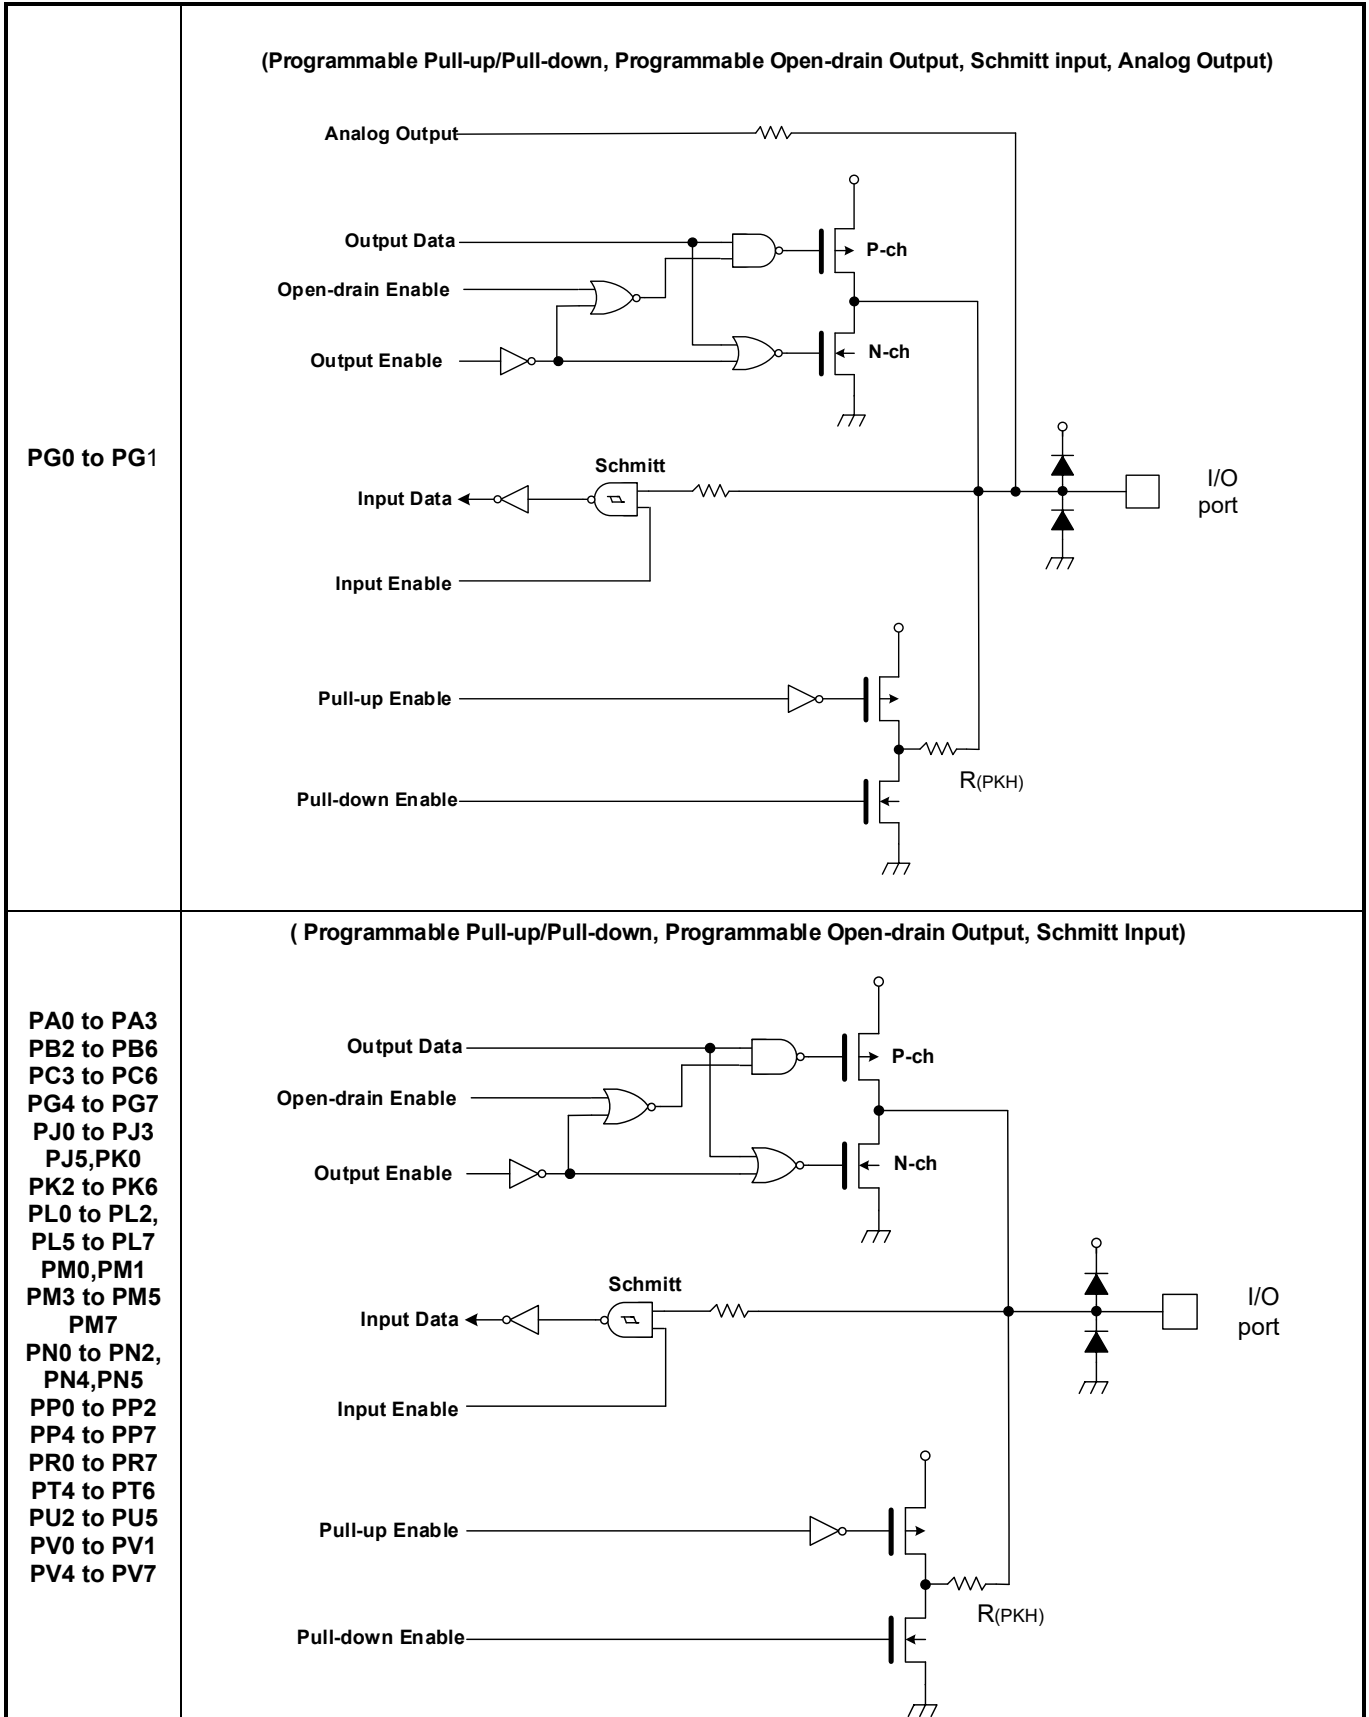 (Programmable Pull-up/Pull-down, Programmable Open-drain Output, Schmitt input, Analog Output)
PG0 to PG1
Analog Output
Output Data
P-ch
Open-drain Enable
Output Enable
N-ch
Schmitt
Input Data
I/O
port
Input Enable
Pull-up Enable
R(PKH)
Pull-down Enable
( Programmable Pull-up/Pull-down, Programmable Open-drain Output, Schmitt Input)
PA0 to PA3
PB2 to PB6
PC3 to PC6
PG4 to PG7
PJ0 to PJ3
PJ5,PK0
PK2 to PK6
PL0 to PL2,
PL5 to PL7
PM0,PM1
PM3 to PM5
PM7
PN0 to PN2,
PN4,PN5
PP0 to PP2
PP4 to PP7
PR0 to PR7
PT4 to PT6
PU2 to PU5
PV0 to PV1
PV4 to PV7
Output Data
P-ch
Open-drain Enable
Output Enable
N-ch
Schmitt
Input Data
I/O
port
Input Enable
Pull-up Enable
R(PKH)
Pull-down Enable